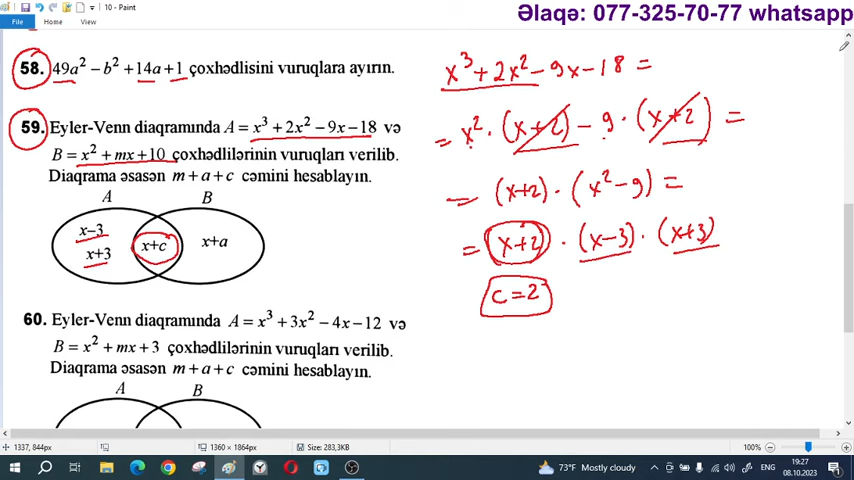 10 - Paint
Əlaqə: 077-325-70-77 whatsapp
File Home View
58. 49a² − b² + 14a + 1 çoxhədlisini vuruqlara ayırın.
59. Eyler-Venn diaqramında A = x³ + 2x² − 9x − 18 və
B = x² + mx + 10 çoxhədlilərinin vuruqları verilib.
Diaqrama əsasən m + a + c cəmini hesablayın.
A B
x−3
x+3
x+c
x+a
60. Eyler-Venn diaqramında A = x³ + 3x² − 4x − 12 və
B = x² + mx + 3 çoxhədlilərinin vuruqları verilib.
Diaqrama əsasən m + a + c cəmini hesablayın.
A B
x³ + 2x² − 9x − 18 =
= x² · (x+2) − 9 · (x+2) =
= (x+2) · (x² − 9) =
= (x+2) · (x−3) · (x+3)
c = 2
1337, 844px 1360 × 1864px Size: 283,3KB 100%
73°F Mostly cloudy ENG 19:27
08.10.2023